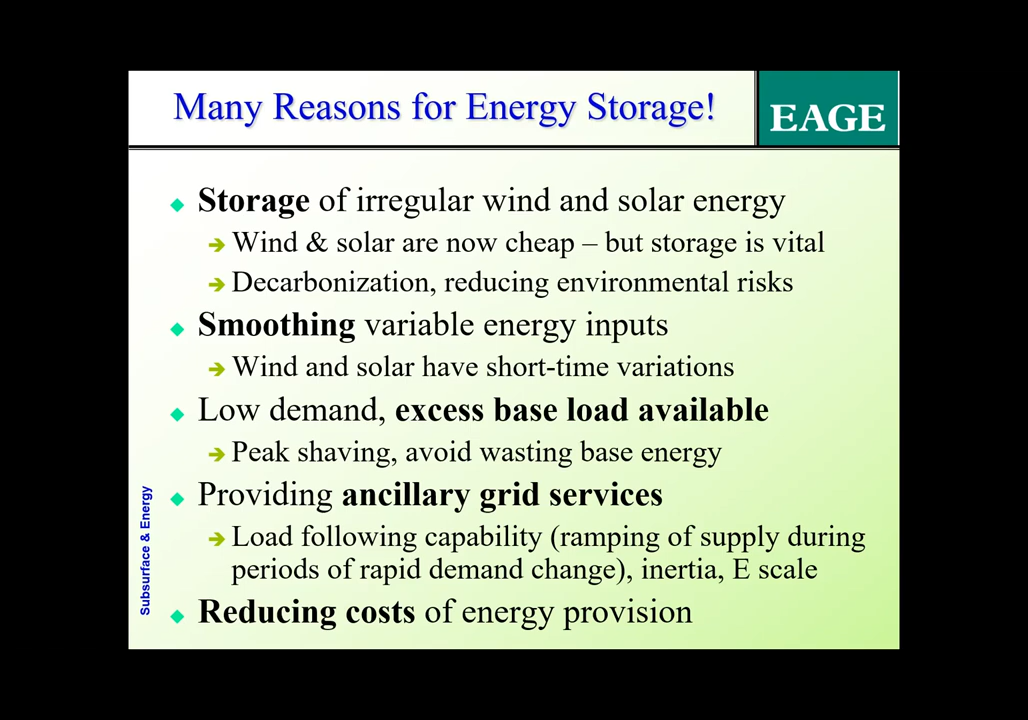 Many Reasons for Energy Storage!
EAGE
Storage of irregular wind and solar energy
Wind & solar are now cheap – but storage is vital
Decarbonization, reducing environmental risks
Smoothing variable energy inputs
Wind and solar have short-time variations
Low demand, excess base load available
Peak shaving, avoid wasting base energy
Providing ancillary grid services
Load following capability (ramping of supply during
periods of rapid demand change), inertia, E scale
Reducing costs of energy provision
Subsurface & Energy